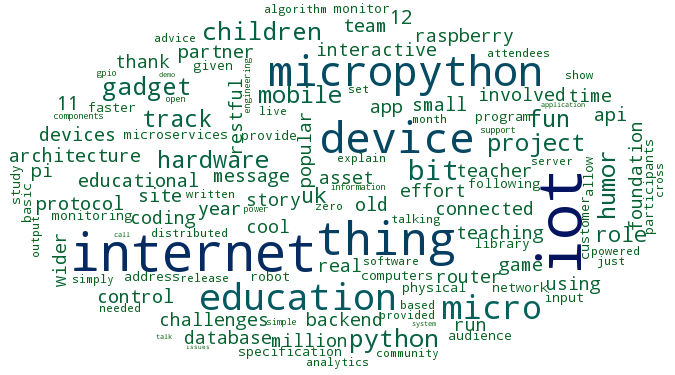 algorithm monitor
children team 12 raspberry
advice
partner interactive attendees
thank given micropython show
gpio demo engineering
gadget open restful mobile set app small involved time
11 faster track live month program fun api application
components
devices microservices provide popular device support project
architecture hardware explain server foundation
pi message asset bit teacher humor allow participants cross
study basic educational information effort following
protocol site written story uk zero old connected iot
monitoring coding year power talking teaching role customer
output call distributed cool library powered
wider internet thing real software just
simply address release robot computers router game using
control education physical network input
needed based micro
challenges simple backend provided system run
talk database million python audience
issues specification community
analytics